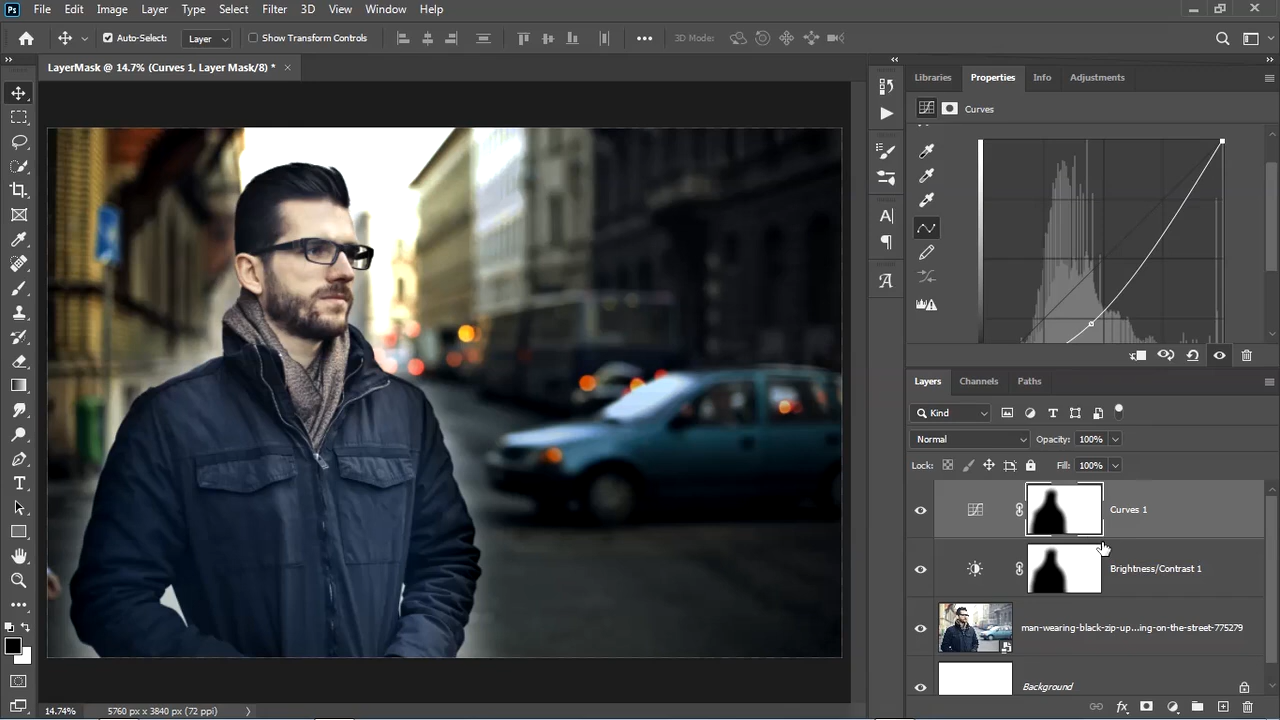 Ps File Edit Image Layer Type Select Filter 3D View Window Help
Auto-Select: Layer Show Transform Controls 3D Mode:
LayerMask @ 14.7% (Curves 1, Layer Mask/8) *
Libraries Properties Info Adjustments
Curves
Layers Channels Paths
Kind
Normal Opacity: 100%
Lock: Fill: 100%
Curves 1
Brightness/Contrast 1
man-wearing-black-zip-up...ing-on-the-street-775279
Background
14.74% 5760 px x 3840 px (72 ppi)